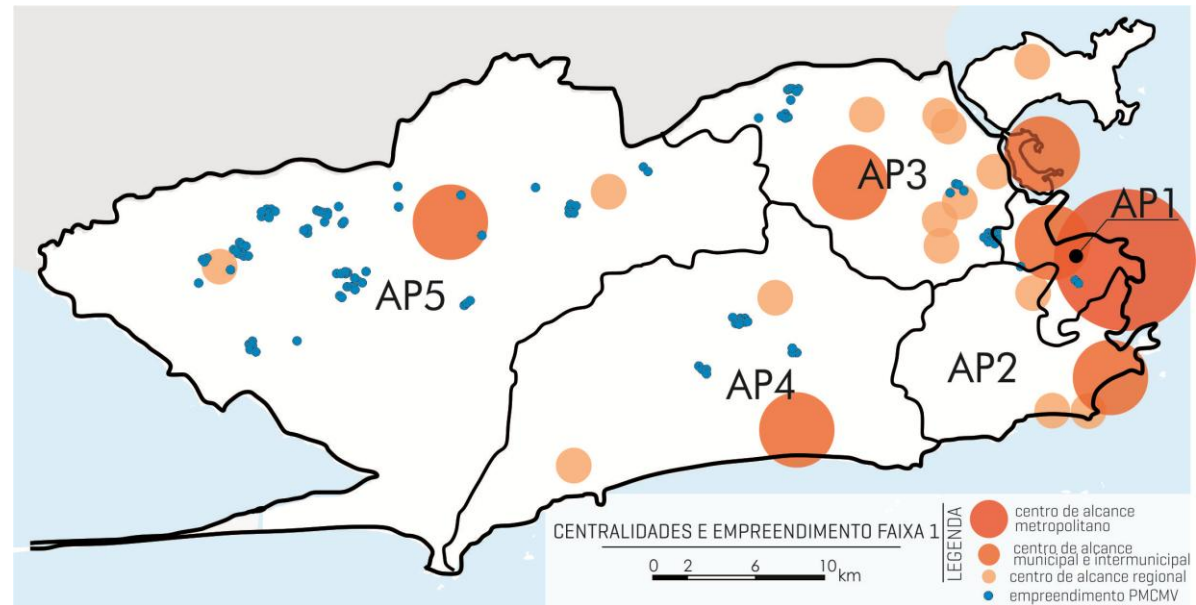 AP1
AP3
AP5
AP2
AP4
CENTRALIDADES E EMPREENDIMENTO FAIXA 1
0 2 6 10
km
LEGENDA
centro de alcance
metropolitano
centro de alcance
municipal e intermunicipal
centro de alcance regional
empreendimento PMCMV